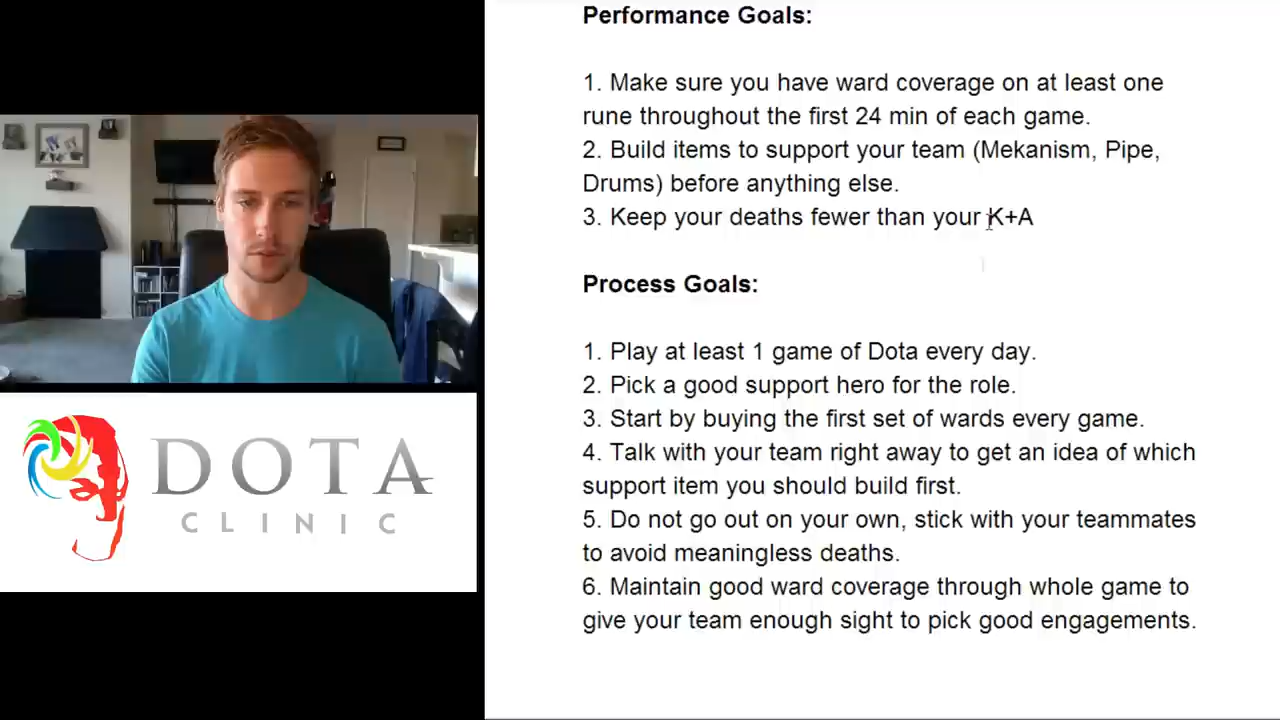 Performance Goals:
1. Make sure you have ward coverage on at least one
rune throughout the first 24 min of each game.
2. Build items to support your team (Mekanism, Pipe,
Drums) before anything else.
3. Keep your deaths fewer than your K+A
Process Goals:
1. Play at least 1 game of Dota every day.
2. Pick a good support hero for the role.
3. Start by buying the first set of wards every game.
4. Talk with your team right away to get an idea of which
support item you should build first.
5. Do not go out on your own, stick with your teammates
to avoid meaningless deaths.
6. Maintain good ward coverage through whole game to
give your team enough sight to pick good engagements.
DOTA
CLINIC